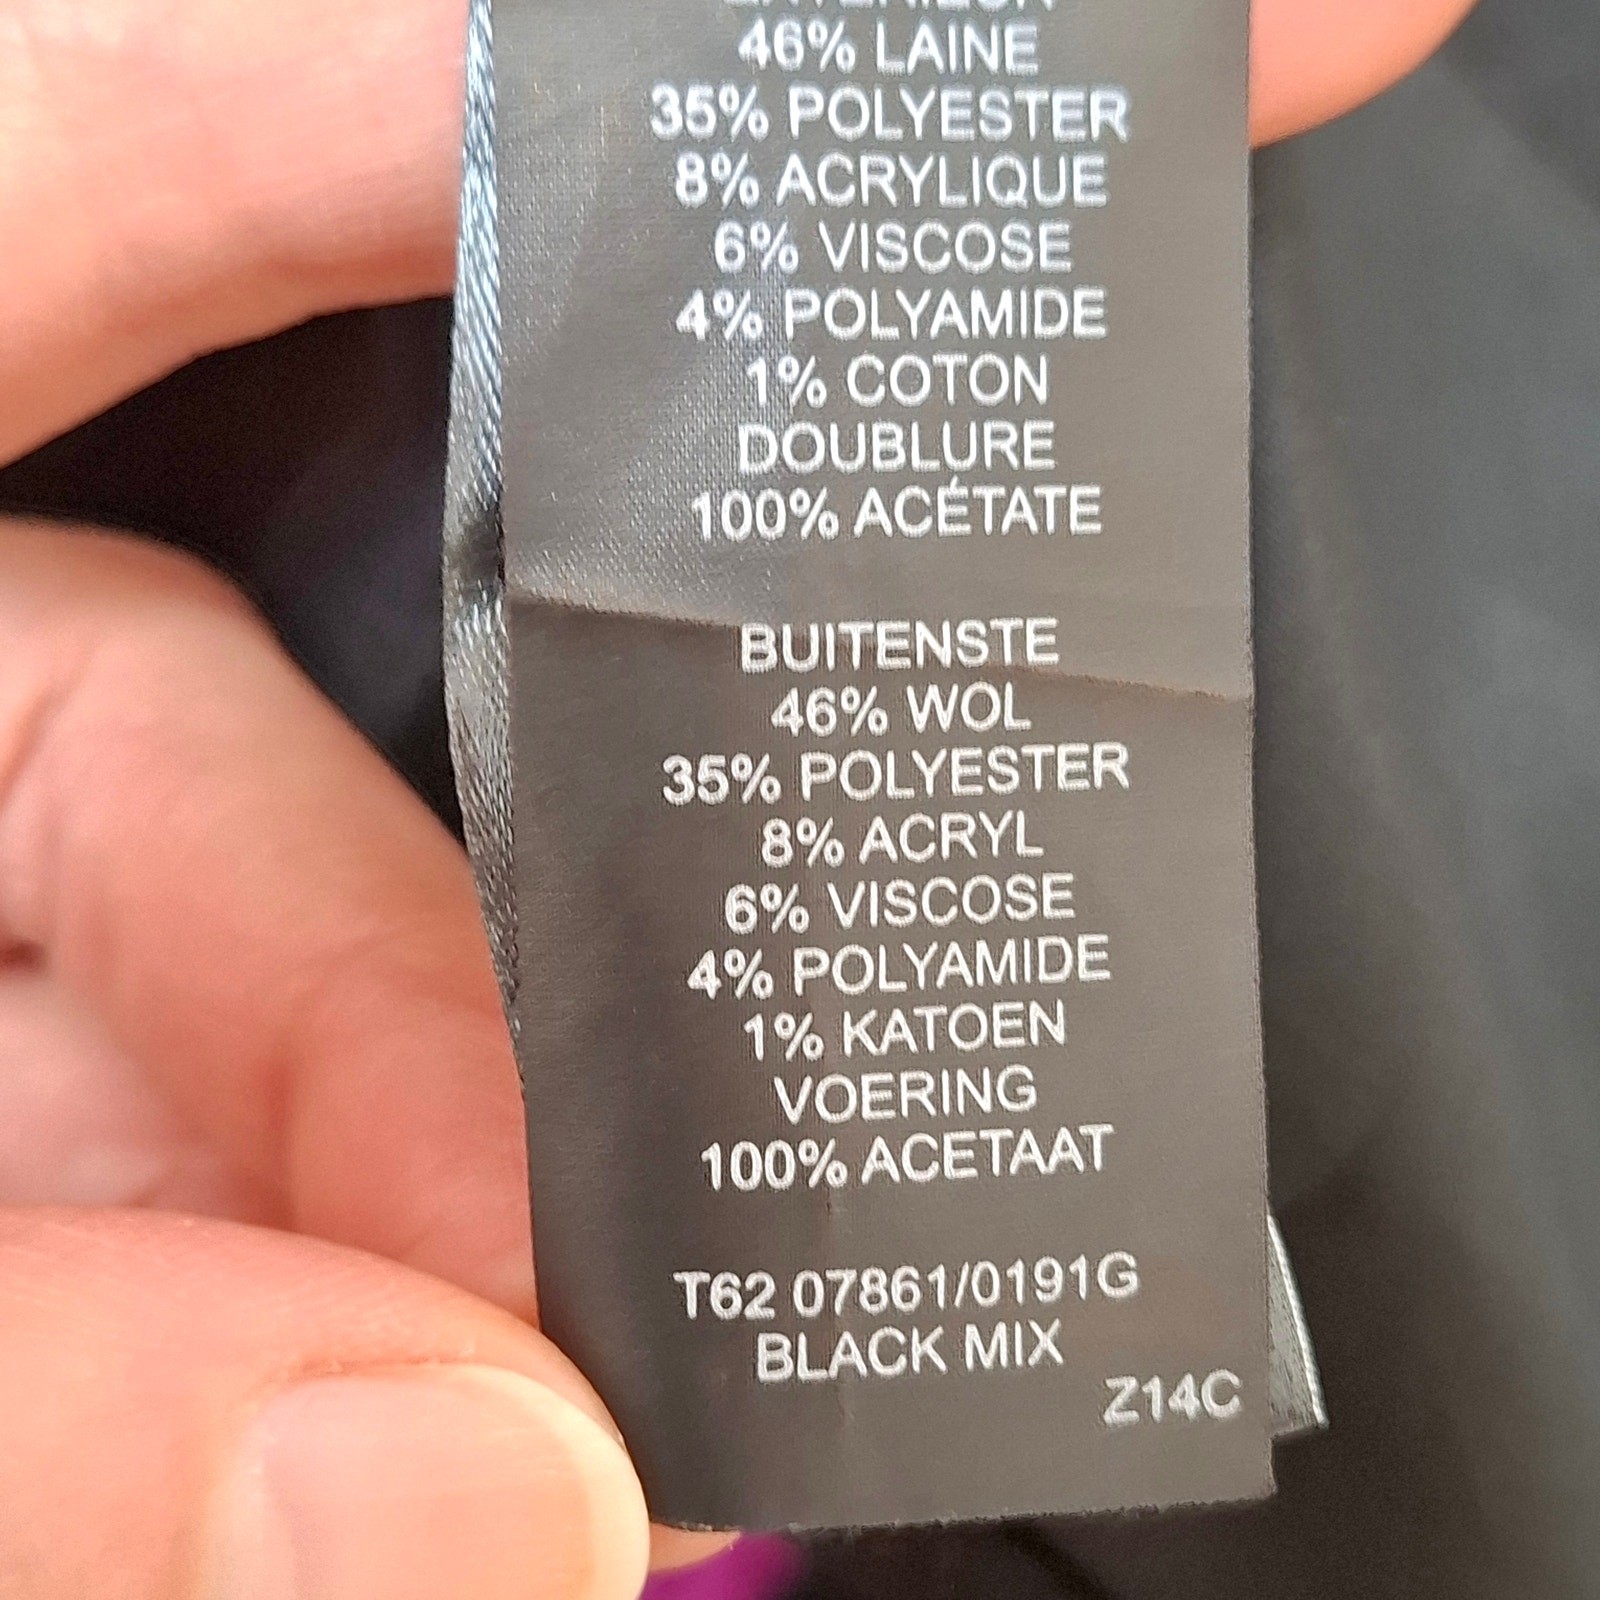 EXTÉRIEUR
46% LAINE
35% POLYESTER
8% ACRYLIQUE
6% VISCOSE
4% POLYAMIDE
1% COTON
DOUBLURE
100% ACÉTATE
BUITENSTE
46% WOL
35% POLYESTER
8% ACRYL
6% VISCOSE
4% POLYAMIDE
1% KATOEN
VOERING
100% ACETAAT
T62 07861/0191G
BLACK MIX
Z14C